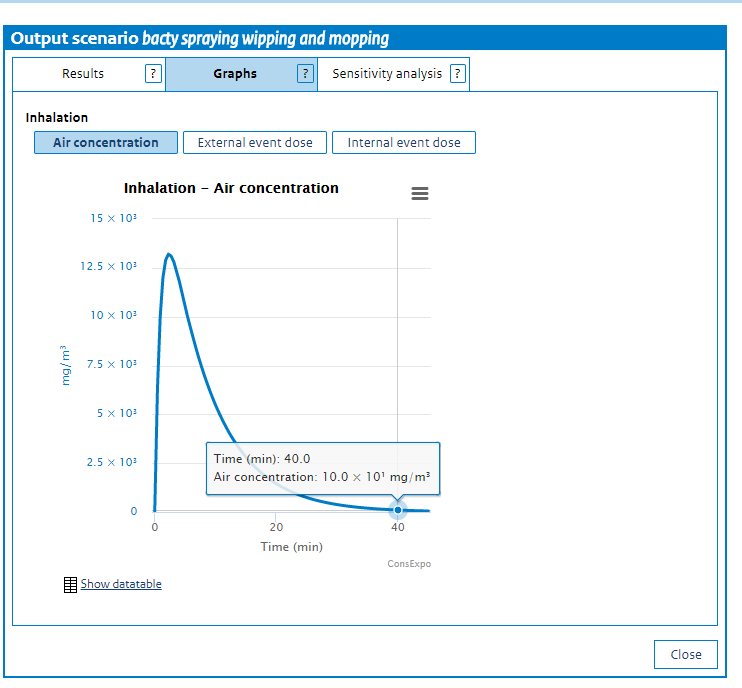 Output scenario bacty spraying wipping and mopping
Results ? Graphs ? Sensitivity analysis ?
Inhalation
Air concentration External event dose Internal event dose
Inhalation – Air concentration
15 × 10³
12.5 × 10³
10 × 10³
7.5 × 10³
5 × 10³
2.5 × 10³
0
mg/m³
Time (min): 40.0
Air concentration: 10.0 × 10¹ mg/m³
0 20 40
Time (min)
ConsExpo
Show datatable
Close